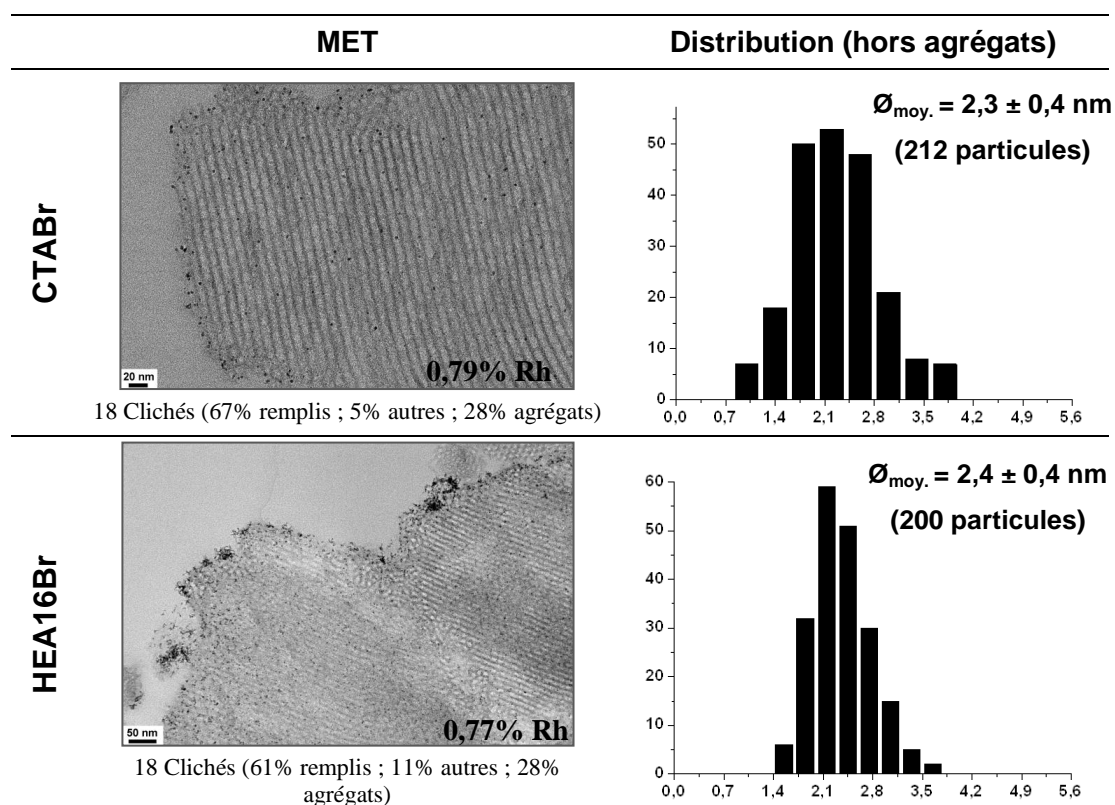 MET Distribution (hors agrégats)
CTABr
20 nm
0,79% Rh
18 Clichés (67% remplis ; 5% autres ; 28% agrégats)
Ømoy. = 2,3 ± 0,4 nm
(212 particules)
50
40
30
20
10
0
0,0 0,7 1,4 2,1 2,8 3,5 4,2 4,9 5,6
HEA16Br
50 nm
0,77% Rh
18 Clichés (61% remplis ; 11% autres ; 28%
agrégats)
Ømoy. = 2,4 ± 0,4 nm
(200 particules)
60
50
40
30
20
10
0
0,0 0,7 1,4 2,1 2,8 3,5 4,2 4,9 5,6